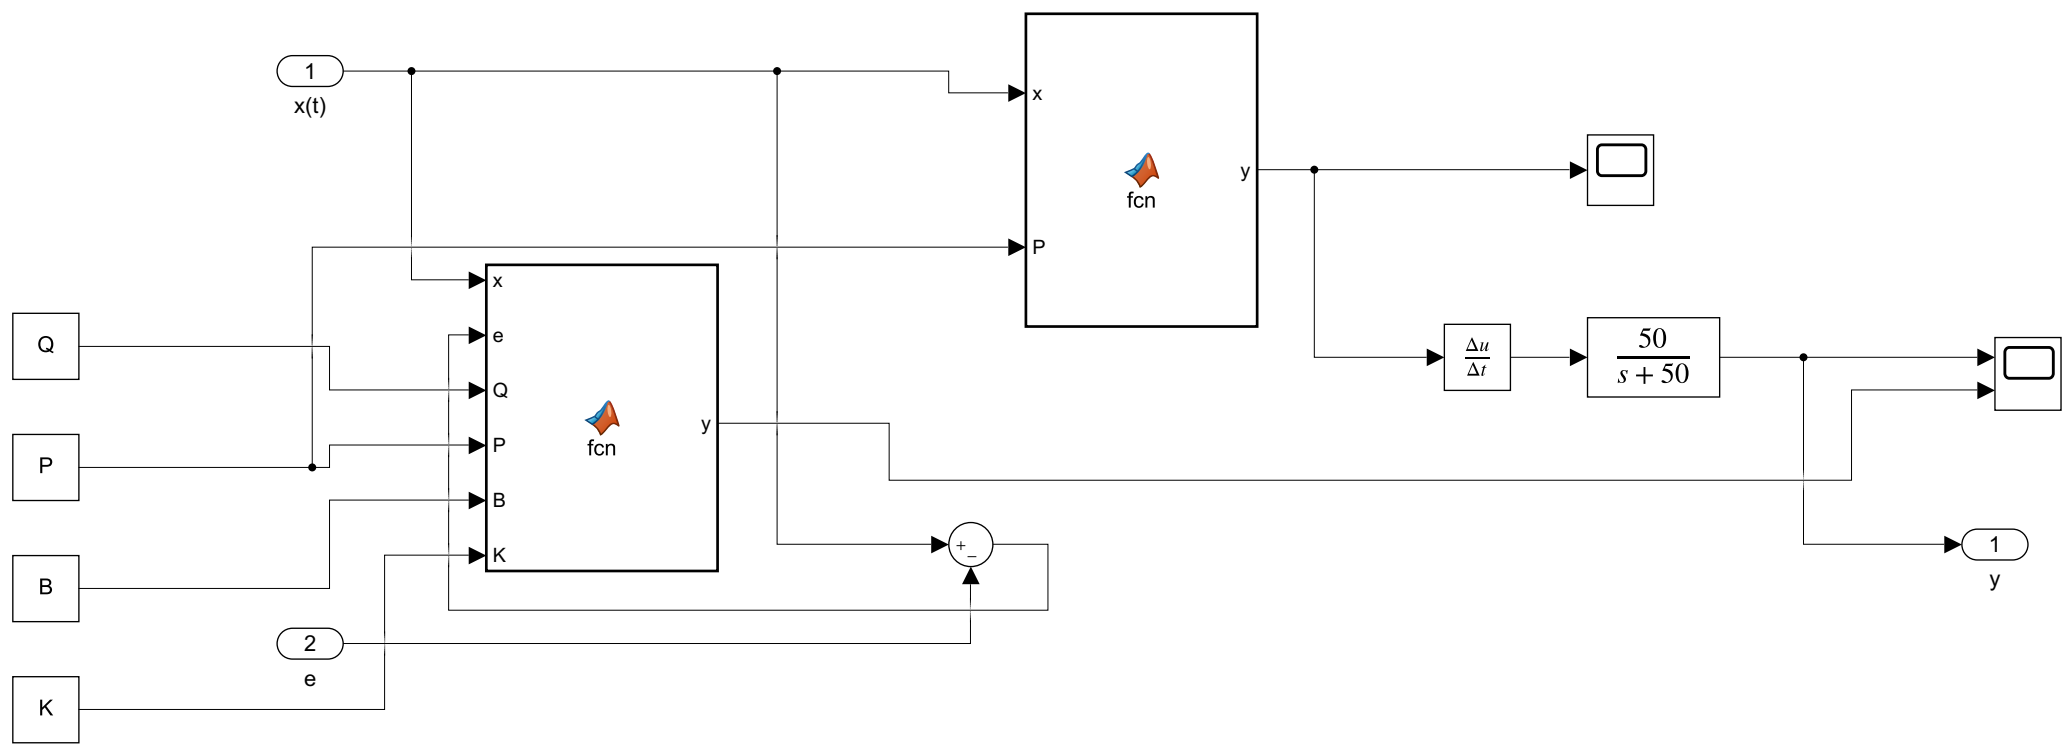 1
x(t)
x
P
y
fcn
x
e
Q
P
B
K
y
fcn
Q
P
B
K
2
e
+
−
Δu
Δt
50
s + 50
1
y